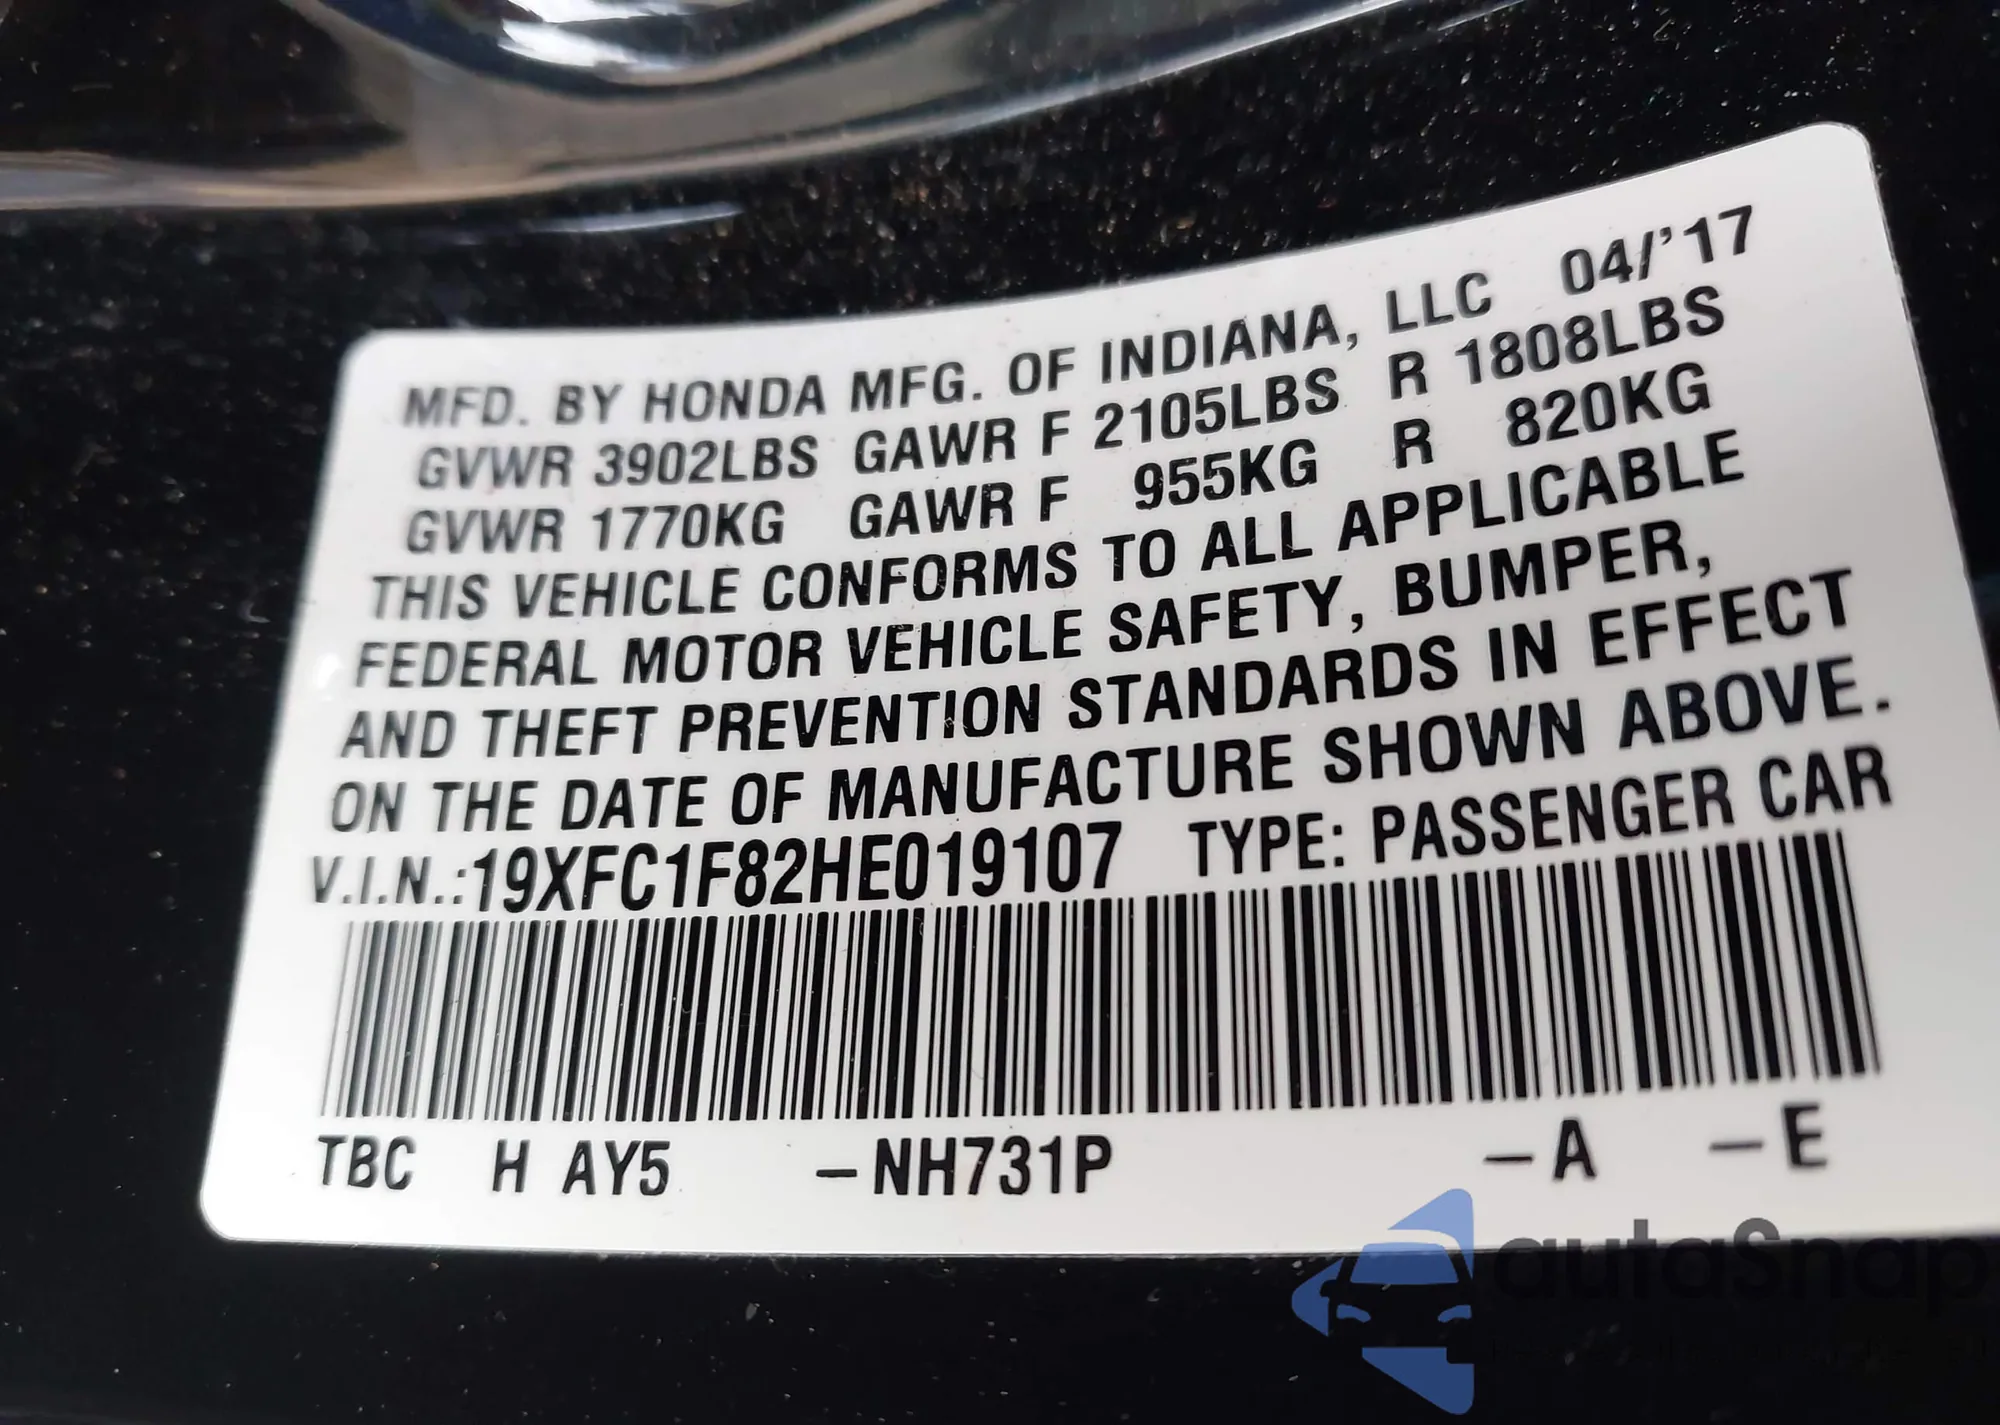 MFD. BY HONDA MFG. OF INDIANA, LLC 04/'17
GVWR 3902LBS GAWR F 2105LBS R 1808LBS
GVWR 1770KG GAWR F 955KG R 820KG
THIS VEHICLE CONFORMS TO ALL APPLICABLE
FEDERAL MOTOR VEHICLE SAFETY, BUMPER,
AND THEFT PREVENTION STANDARDS IN EFFECT
ON THE DATE OF MANUFACTURE SHOWN ABOVE.
V.I.N.:19XFC1F82HE019107 TYPE: PASSENGER CAR
TBC H AY5 –NH731P –A –E
autaSnap